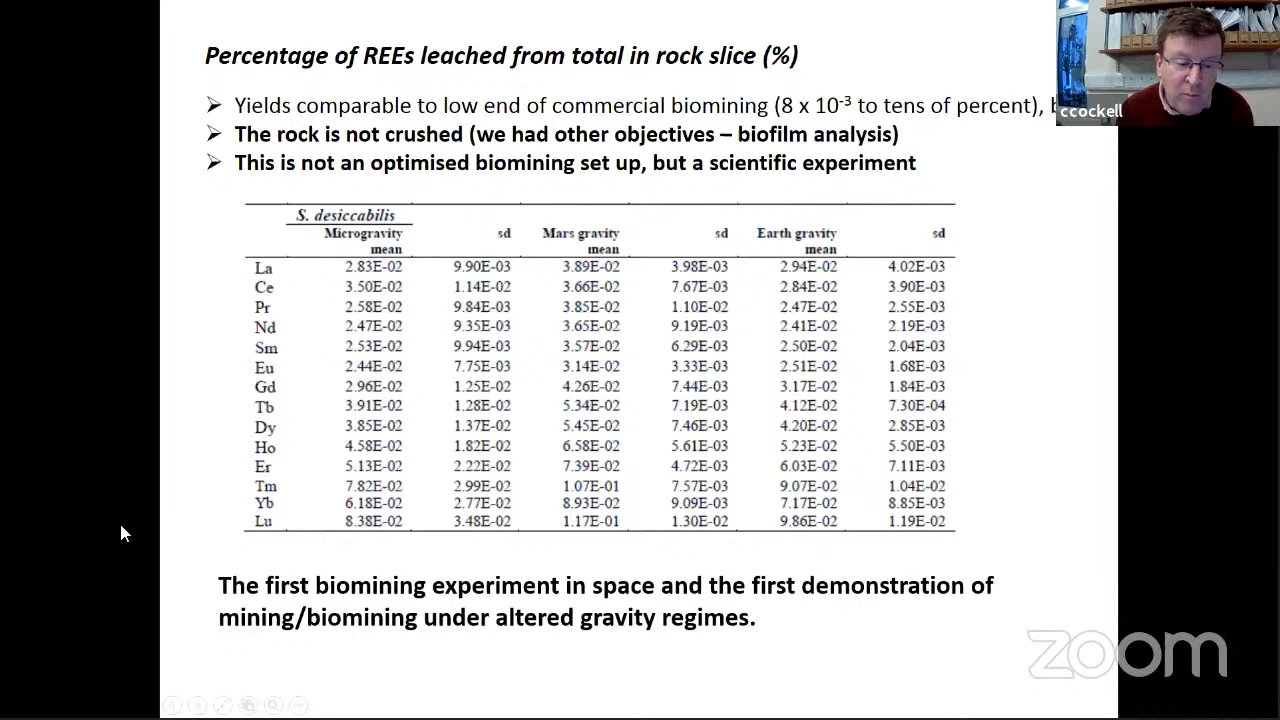 Percentage of REEs leached from total in rock slice (%)
➢ Yields comparable to low end of commercial biomining (8 x 10-3 to tens of percent),
➢ The rock is not crushed (we had other objectives – biofilm analysis)
➢ This is not an optimised biomining set up, but a scientific experiment
ccockell
S. desiccabilis
Microgravity mean sd Mars gravity mean sd Earth gravity mean sd
La 2.83E-02 9.90E-03 3.89E-02 3.98E-03 2.94E-02 4.02E-03
Ce 3.50E-02 1.14E-02 3.66E-02 7.67E-03 2.84E-02 3.90E-03
Pr 2.58E-02 9.84E-03 3.85E-02 1.10E-02 2.47E-02 2.55E-03
Nd 2.47E-02 9.35E-03 3.65E-02 9.19E-03 2.41E-02 2.19E-03
Sm 2.53E-02 9.94E-03 3.57E-02 6.29E-03 2.50E-02 2.04E-03
Eu 2.44E-02 7.75E-03 3.14E-02 3.33E-03 2.51E-02 1.68E-03
Gd 2.96E-02 1.25E-02 4.26E-02 7.44E-03 3.17E-02 1.84E-03
Tb 3.91E-02 1.28E-02 5.34E-02 7.19E-03 4.12E-02 7.30E-04
Dy 3.85E-02 1.37E-02 5.45E-02 7.46E-03 4.20E-02 2.85E-03
Ho 4.58E-02 1.82E-02 6.58E-02 5.61E-03 5.23E-02 5.50E-03
Er 5.13E-02 2.22E-02 7.39E-02 4.72E-03 6.03E-02 7.11E-03
Tm 7.82E-02 2.99E-02 1.07E-01 7.57E-03 9.07E-02 1.04E-02
Yb 6.18E-02 2.77E-02 8.93E-02 9.09E-03 7.17E-02 8.85E-03
Lu 8.38E-02 3.48E-02 1.17E-01 1.30E-02 9.86E-02 1.19E-02
The first biomining experiment in space and the first demonstration of
mining/biomining under altered gravity regimes.
zoom